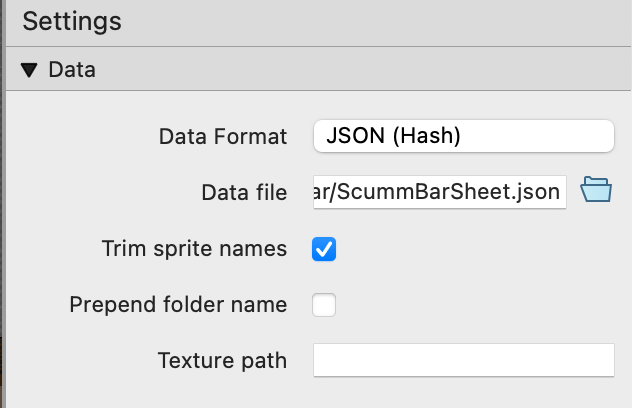 Settings
Data
Data Format JSON (Hash)
Data file ar/ScummBarSheet.json
Trim sprite names
Prepend folder name
Texture path